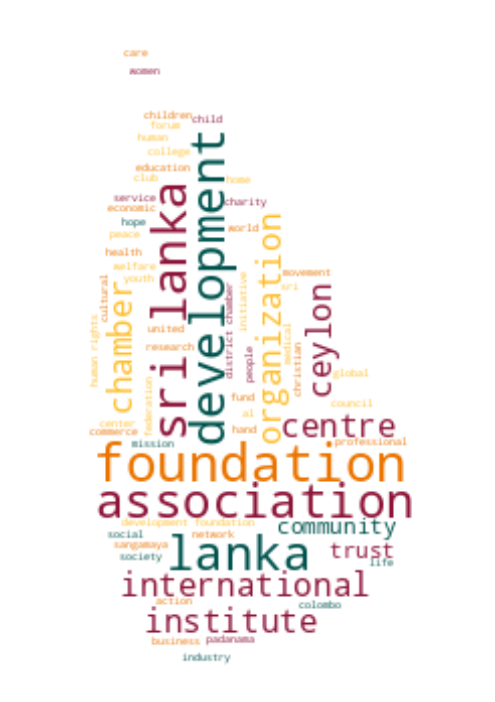 care
women
children
child
forum
human
college
development
education
club
home
sri lanka
service
charity
economic
organization
hope
peace
world
health
welfare
movement
youth
cultural
initiative
sri
chamber
district chamber
ceylon
human rights
united
medical
research
people
christian
global
federation
fund
council
al
center
commerce
hand
centre
mission
professional
foundation
association
development foundation
community
social
network
lanka
sangamaya
trust
society
life
international
action
colombo
institute
business
padanama
industry